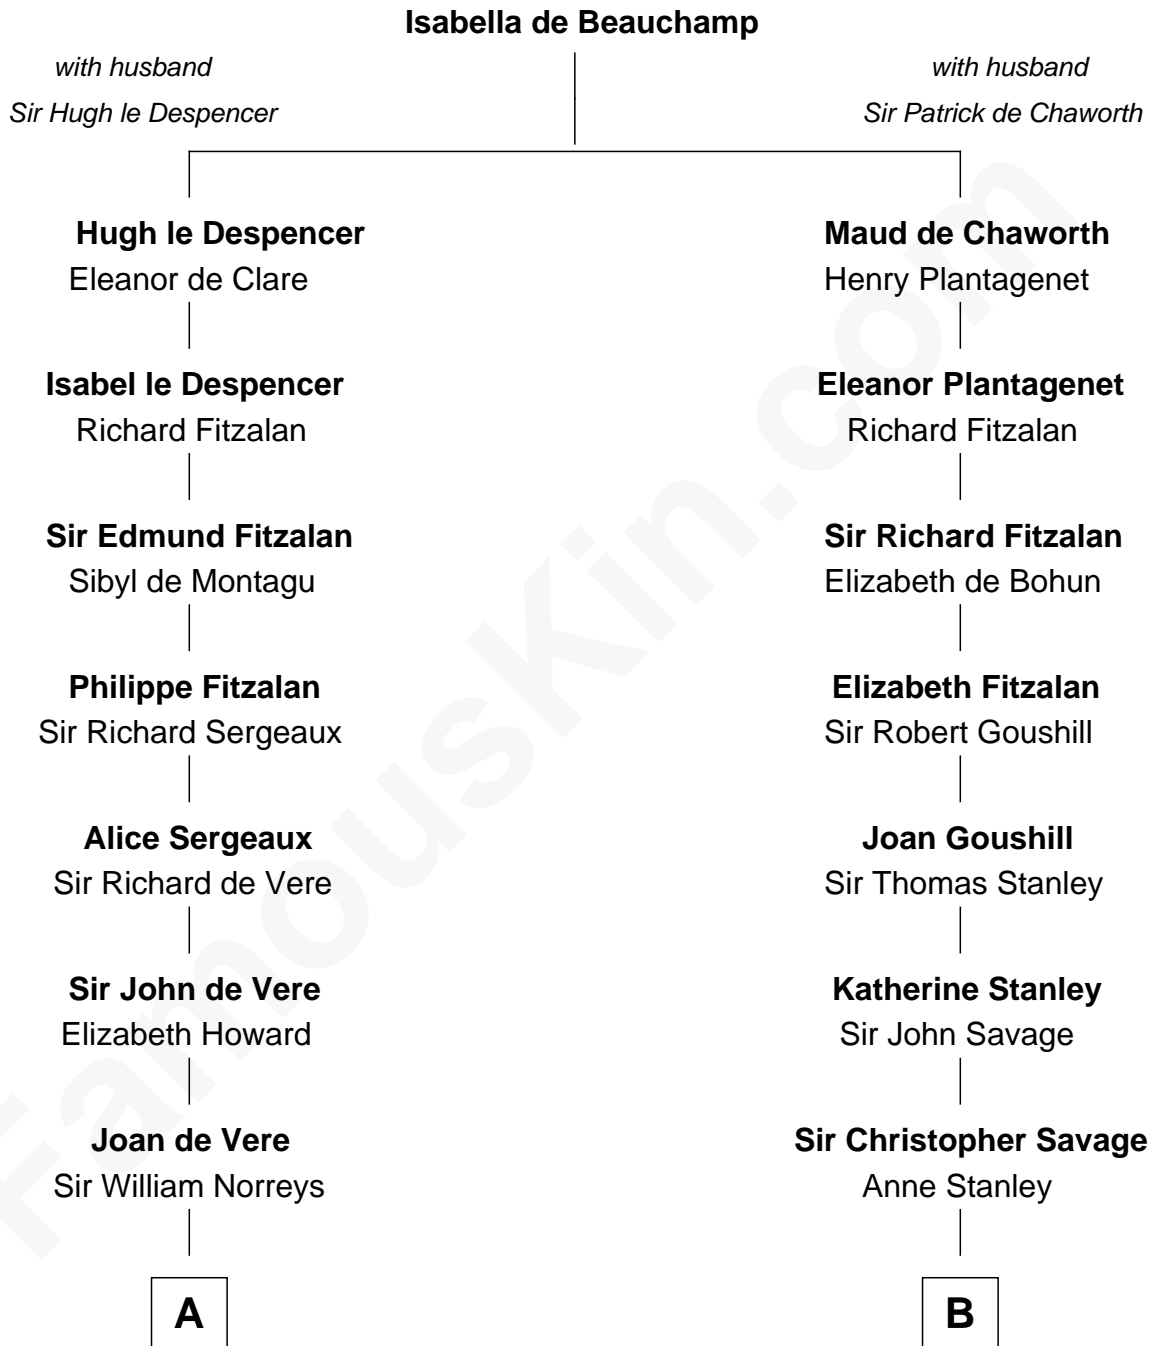 Isabella de Beauchamp
with husband
Sir Hugh le Despencer
with husband
Sir Patrick de Chaworth
Hugh le Despencer
Eleanor de Clare
Maud de Chaworth
Henry Plantagenet
Isabel le Despencer
Richard Fitzalan
Eleanor Plantagenet
Richard Fitzalan
Sir Edmund Fitzalan
Sibyl de Montagu
Sir Richard Fitzalan
Elizabeth de Bohun
Philippe Fitzalan
Sir Richard Sergeaux
Elizabeth Fitzalan
Sir Robert Goushill
Alice Sergeaux
Sir Richard de Vere
Joan Goushill
Sir Thomas Stanley
Sir John de Vere
Elizabeth Howard
Katherine Stanley
Sir John Savage
Joan de Vere
Sir William Norreys
Sir Christopher Savage
Anne Stanley
A
B
FamousKin.com